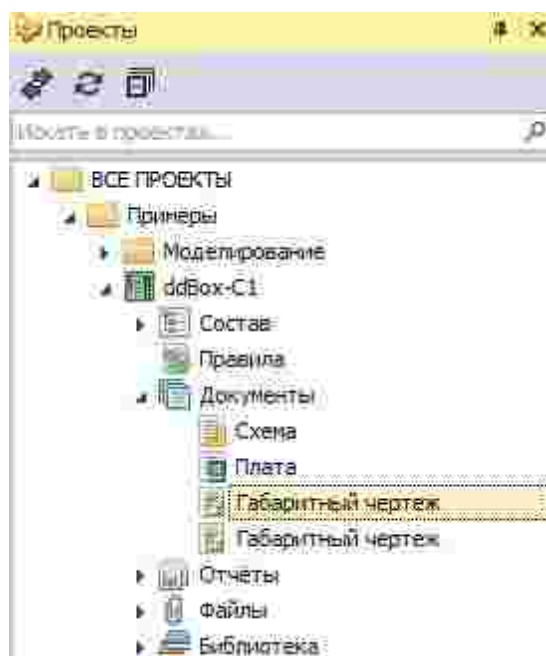 Проекты
Искать в проектах...
ВСЕ ПРОЕКТЫ
Примеры
Моделирование
ddBox-C1
Состав
Правила
Документы
Схема
Плата
Габаритный чертеж
Габаритный чертеж
Отчеты
Файлы
Библиотека